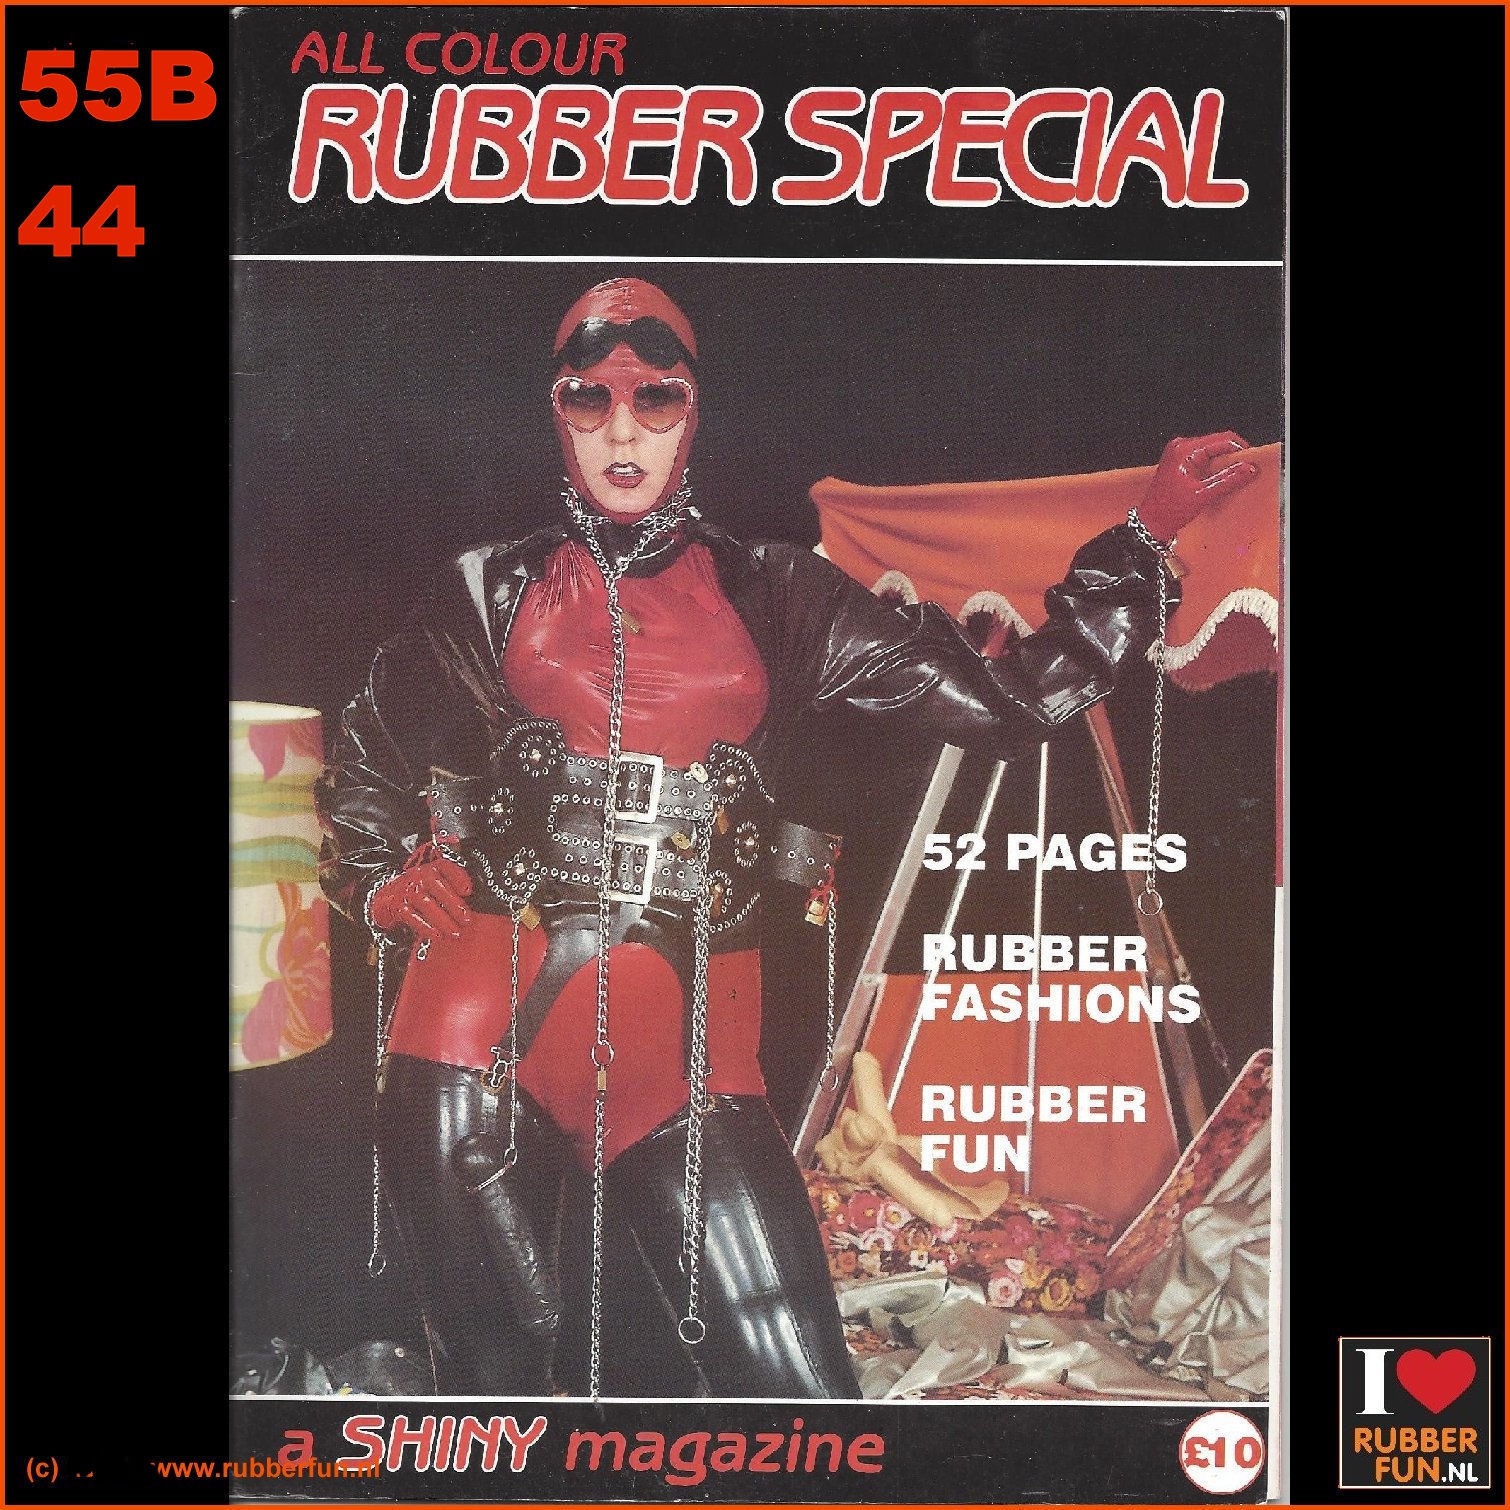 55B
44
ALL COLOUR
RUBBER SPECIAL
52 PAGES
RUBBER
FASHIONS
RUBBER
FUN
a SHINY magazine
£10
(c) www.rubberfun.nl
I
RUBBER
FUN.NL